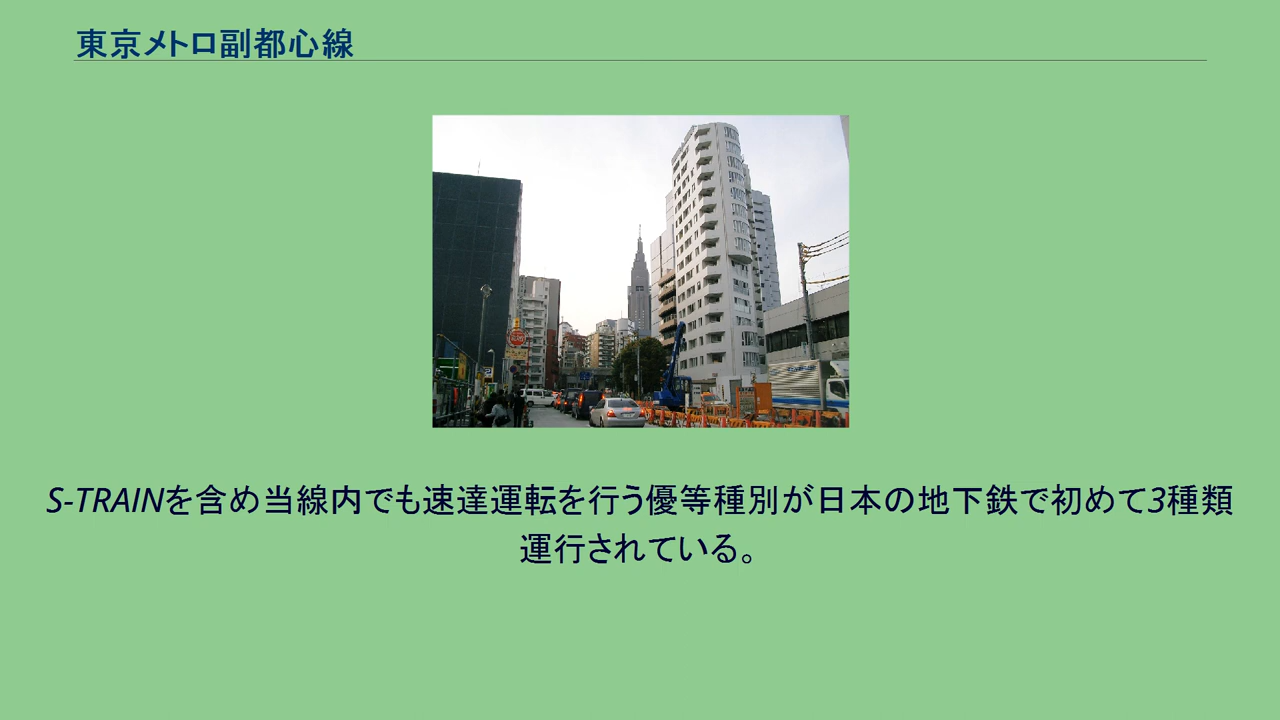 東京メトロ副都心線
S-TRAINを含め当線内でも速達運転を行う優等種別が日本の地下鉄で初めて3種類
運行されている。